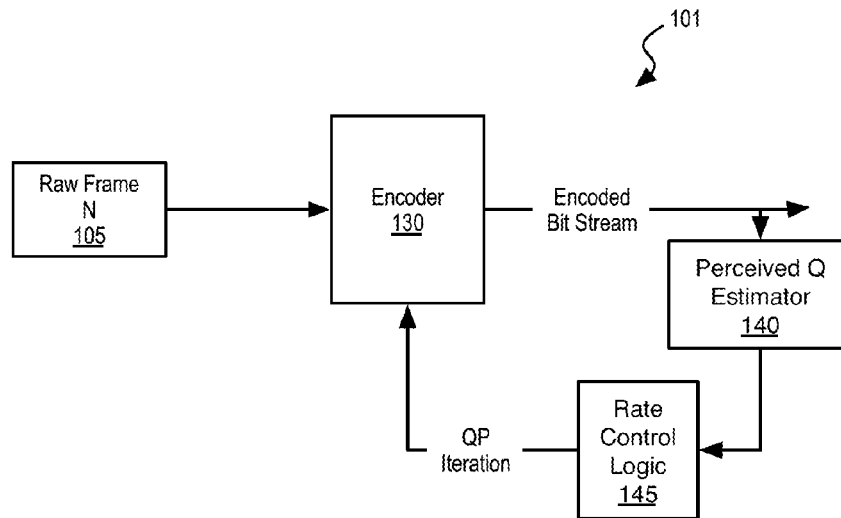 101
Raw Frame
N
105
Encoder
130
Encoded
Bit Stream
Perceived Q
Estimator
140
Rate
Control
Logic
145
QP
Iteration